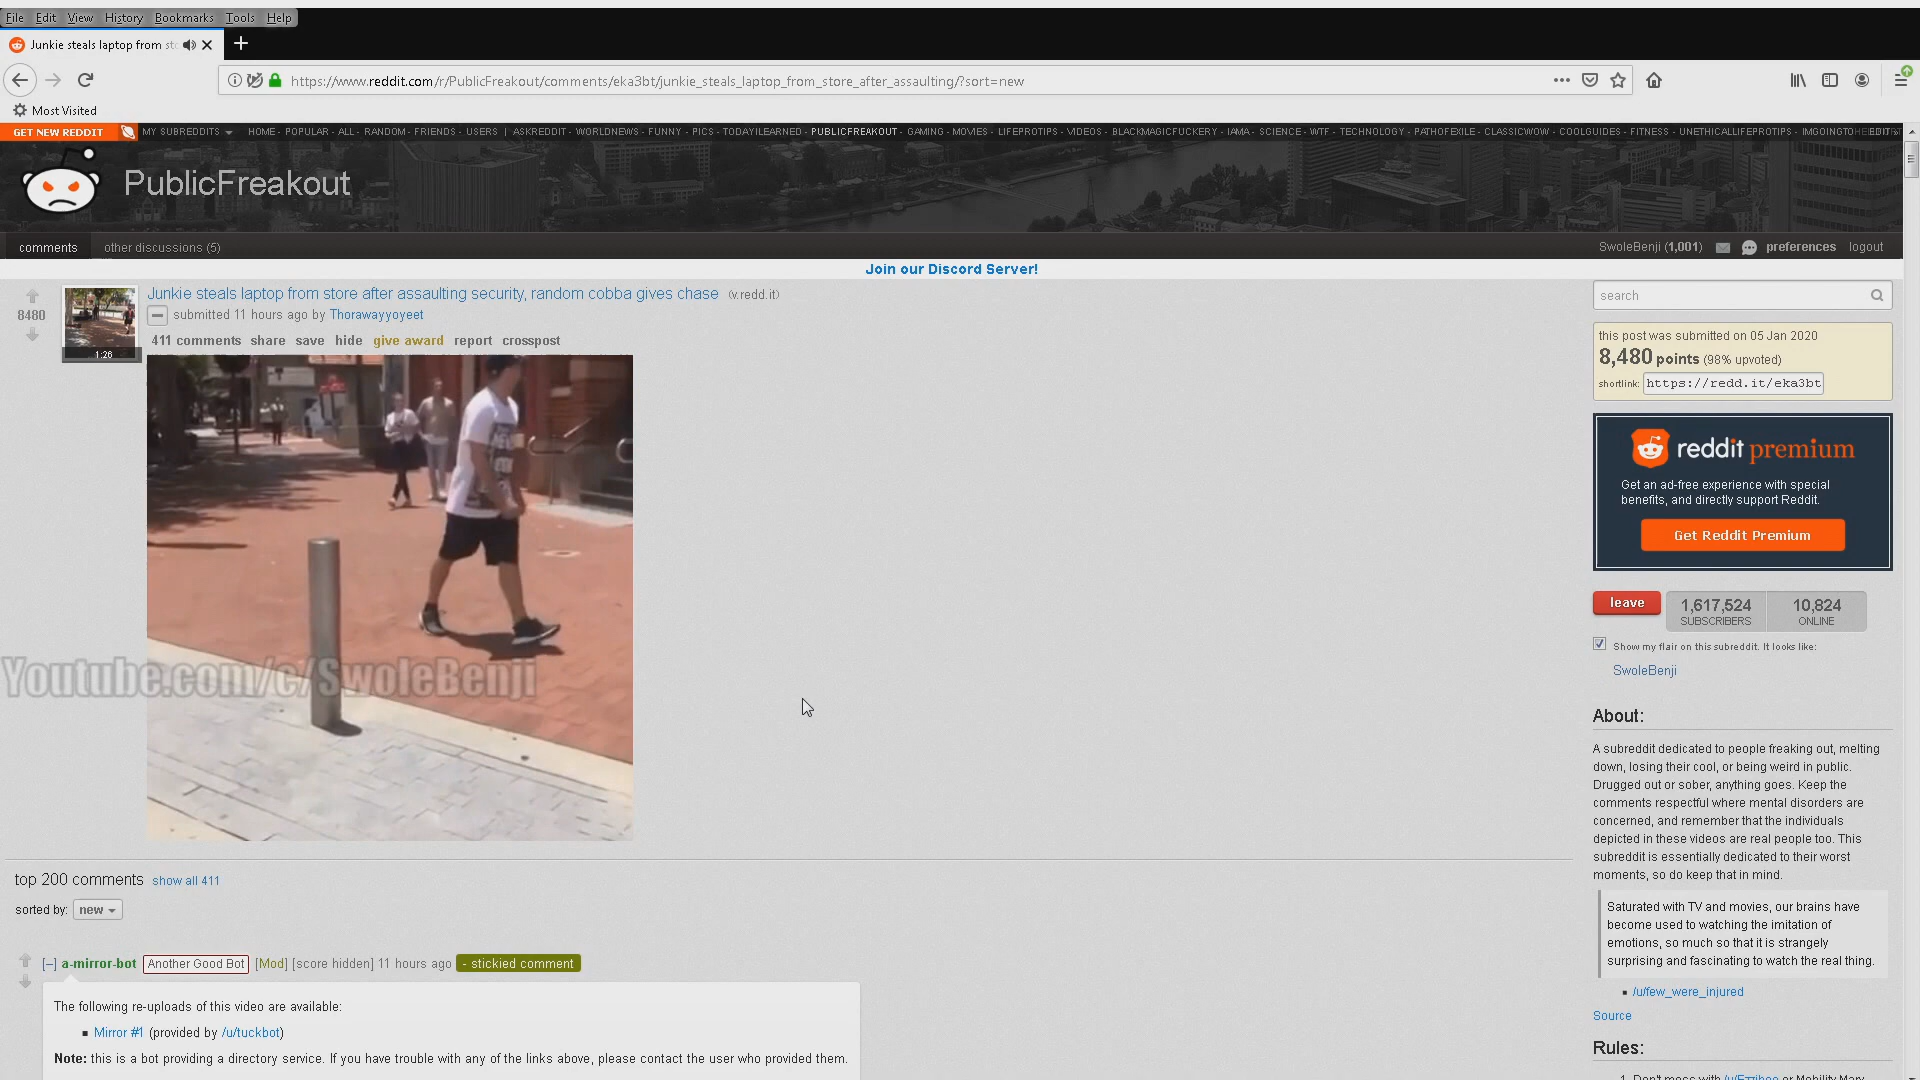 File Edit View History Bookmarks Tools Help
Junkie steals laptop from sto
https://www.reddit.com/r/PublicFreakout/comments/eka3bt/junkie_steals_laptop_from_store_after_assaulting/?sort=new
Most Visited
GET NEW REDDIT MY SUBREDDITS HOME - POPULAR - ALL - RANDOM - FRIENDS - USERS | ASKREDDIT - WORLDNEWS - FUNNY - PICS - TODAYILEARNED - PUBLICFREAKOUT - GAMING - MOVIES - LIFEPROTIPS - VIDEOS - BLACKMAGICFUCKERY - IAMA - SCIENCE - WTF - TECHNOLOGY - PATHOFEXILE - CLASSICWOW - COOLGUIDES - FITNESS - UNETHICALLIFEPROTIPS - IMGOINGTOHE EDIT »
PublicFreakout
comments other discussions (5)
SwoleBenji (1,001) preferences logout
Join our Discord Server!
8480
1:26
Junkie steals laptop from store after assaulting security, random cobba gives chase (v.redd.it)
submitted 11 hours ago by Thorawayyoyeet
411 comments share save hide give award report crosspost
Youtube.com/c/SwoleBenji
top 200 comments show all 411
sorted by: new
[–] a-mirror-bot Another Good Bot [Mod] [score hidden] 11 hours ago - stickied comment
The following re-uploads of this video are available:
Mirror #1 (provided by /u/tuckbot)
Note: this is a bot providing a directory service. If you have trouble with any of the links above, please contact the user who provided them.
search
this post was submitted on 05 Jan 2020
8,480 points (98% upvoted)
shortlink: https://redd.it/eka3bt
reddit premium
Get an ad-free experience with special
benefits, and directly support Reddit.
Get Reddit Premium
leave
1,617,524 10,824
SUBSCRIBERS ONLINE
Show my flair on this subreddit. It looks like:
SwoleBenji
About:
A subreddit dedicated to people freaking out, melting
down, losing their cool, or being weird in public.
Drugged out or sober, anything goes. Keep the
comments respectful where mental disorders are
concerned, and remember that the individuals
depicted in these videos are real people too. This
subreddit is essentially dedicated to their worst
moments, so do keep that in mind.
Saturated with TV and movies, our brains have
become used to watching the imitation of
emotions, so much so that it is strangely
surprising and fascinating to watch the real thing.
/u/few_were_injured
Source
Rules:
1. Don't mess with /u/Ezzihoo or Mobility Mary